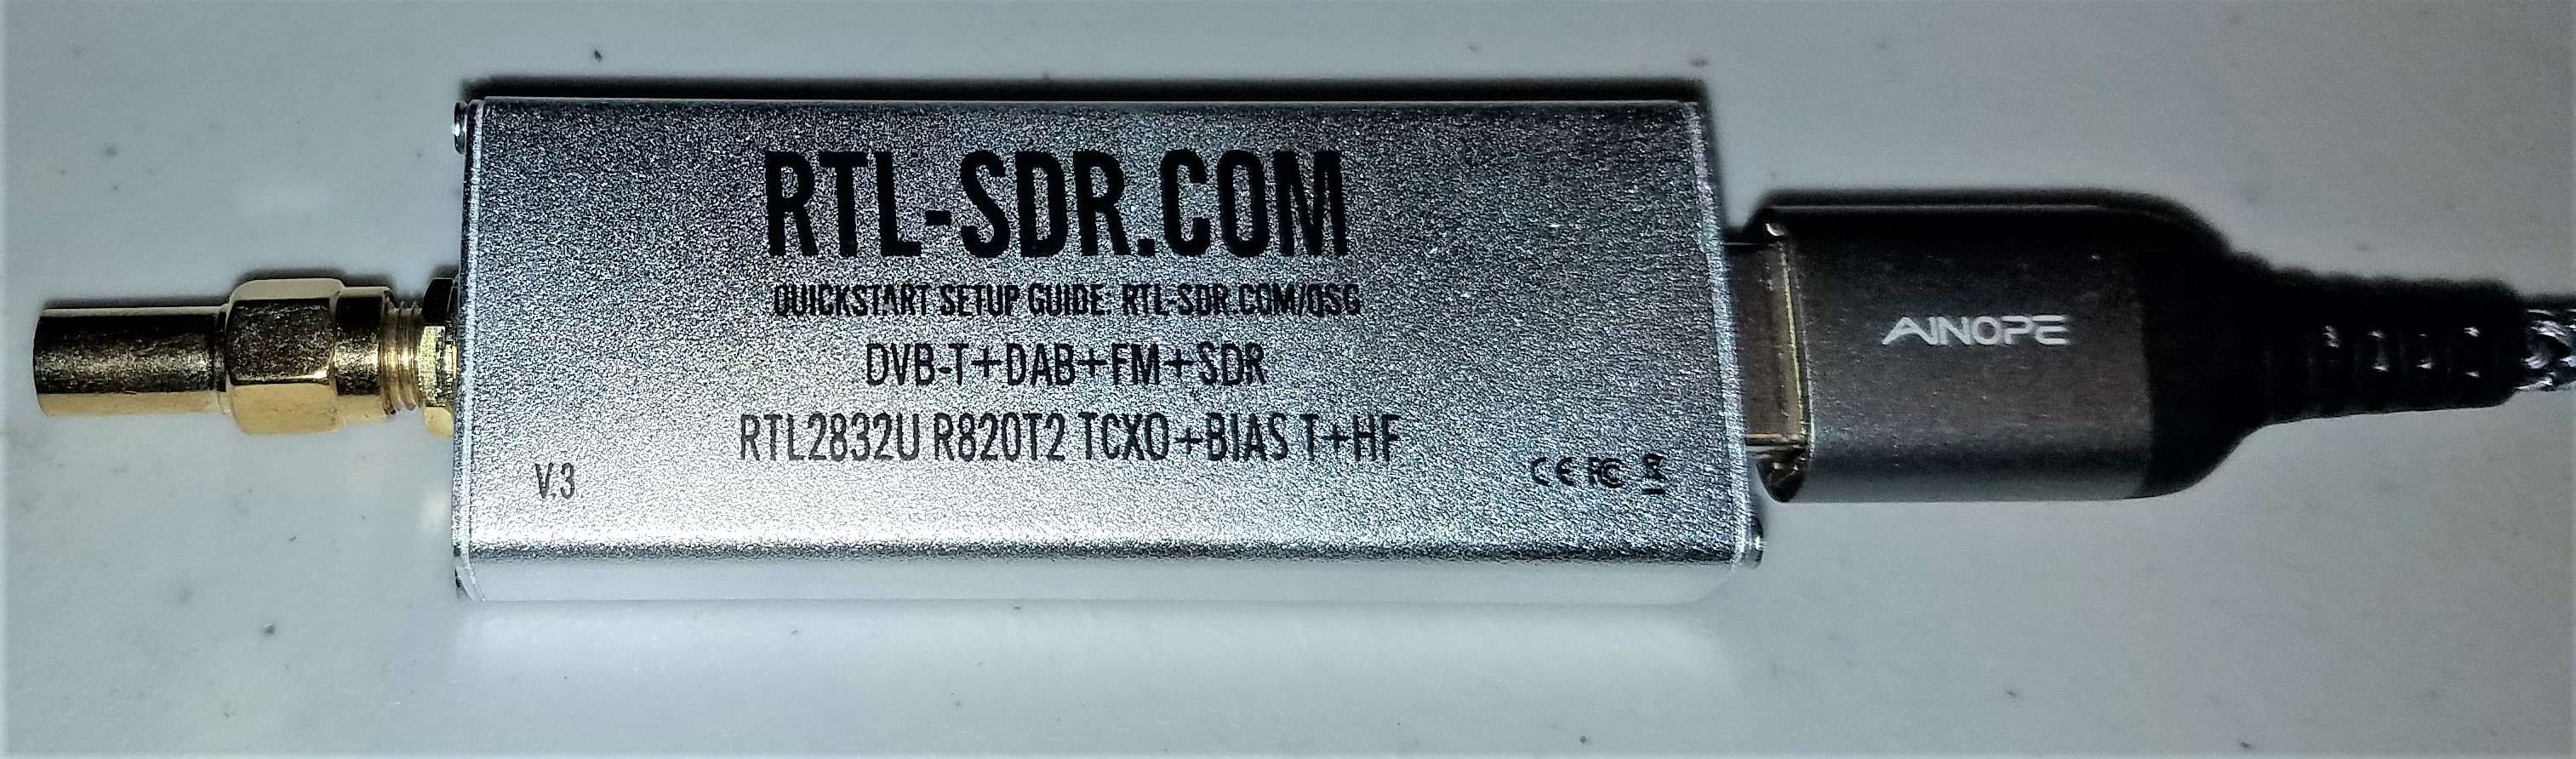 RTL-SDR.COM
QUICKSTART SETUP GUIDE: RTL-SDR.COM/QSG
DVB-T+DAB+FM+SDR
RTL2832U R820T2 TCXO+BIAS T+HF
V.3
CE FC
AINOPE